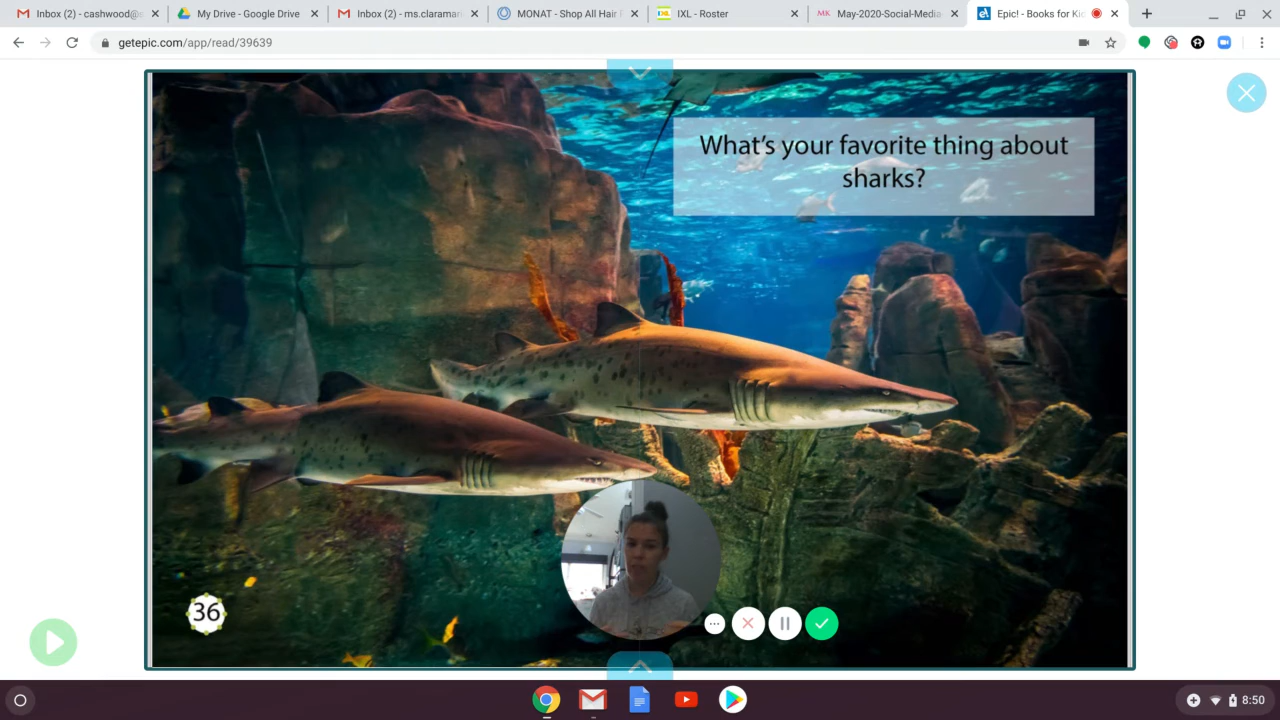 Inbox (2) - cashwood@
My Drive - Google Drive
Inbox (2) - ms.claramar
MONAT - Shop All Hair
IXL - Roster
MK May-2020-Social-Media-
Epic! - Books for Kid
getepic.com/app/read/39639
What's your favorite thing about
sharks?
36
8:50